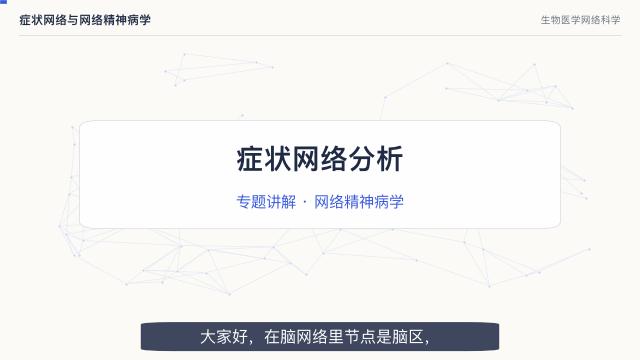 症状网络与网络精神病学
生物医学网络科学
症状网络分析
专题讲解 · 网络精神病学
大家好，在脑网络里节点是脑区，